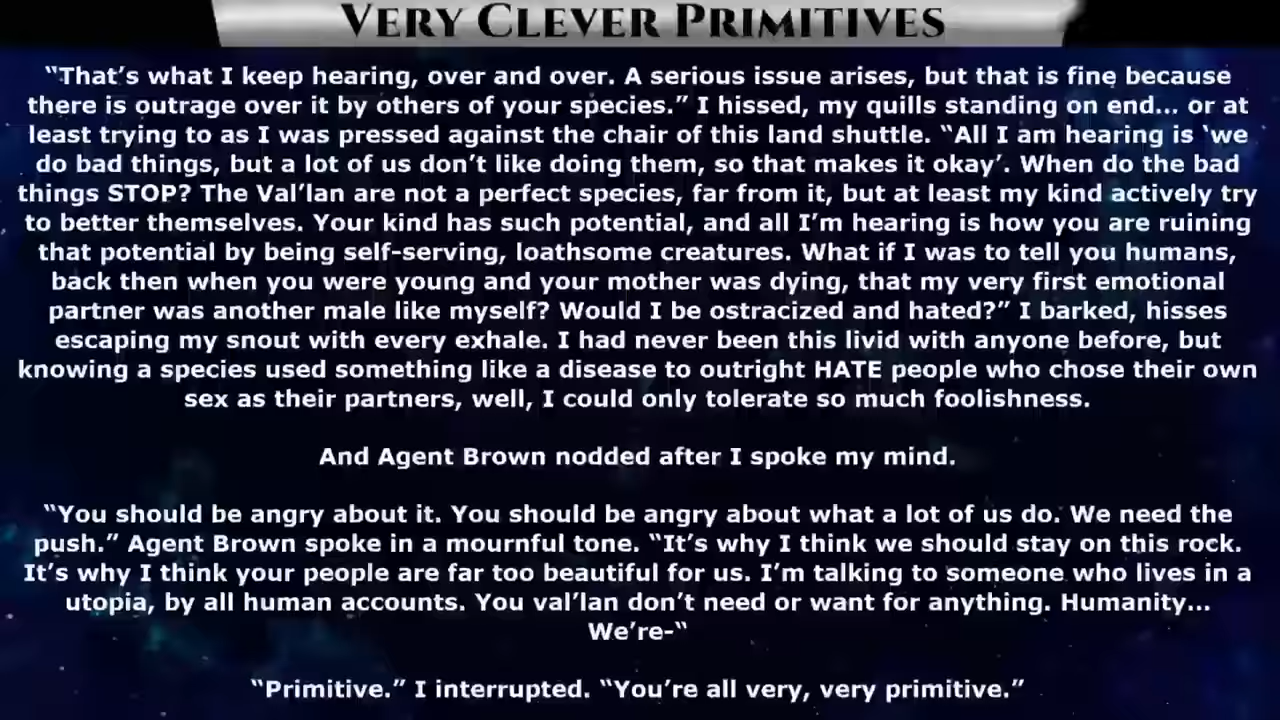 VERY CLEVER PRIMITIVES
“That’s what I keep hearing, over and over. A serious issue arises, but that is fine because
there is outrage over it by others of your species.” I hissed, my quills standing on end... or at
least trying to as I was pressed against the chair of this land shuttle. “All I am hearing is ‘we
do bad things, but a lot of us don’t like doing them, so that makes it okay’. When do the bad
things STOP? The Val’lan are not a perfect species, far from it, but at least my kind actively try
to better themselves. Your kind has such potential, and all I’m hearing is how you are ruining
that potential by being self-serving, loathsome creatures. What if I was to tell you humans,
back then when you were young and your mother was dying, that my very first emotional
partner was another male like myself? Would I be ostracized and hated?” I barked, hisses
escaping my snout with every exhale. I had never been this livid with anyone before, but
knowing a species used something like a disease to outright HATE people who chose their own
sex as their partners, well, I could only tolerate so much foolishness.
And Agent Brown nodded after I spoke my mind.
“You should be angry about it. You should be angry about what a lot of us do. We need the
push.” Agent Brown spoke in a mournful tone. “It’s why I think we should stay on this rock.
It’s why I think your people are far too beautiful for us. I’m talking to someone who lives in a
utopia, by all human accounts. You val’lan don’t need or want for anything. Humanity...
We’re-“
“Primitive.” I interrupted. “You’re all very, very primitive.”